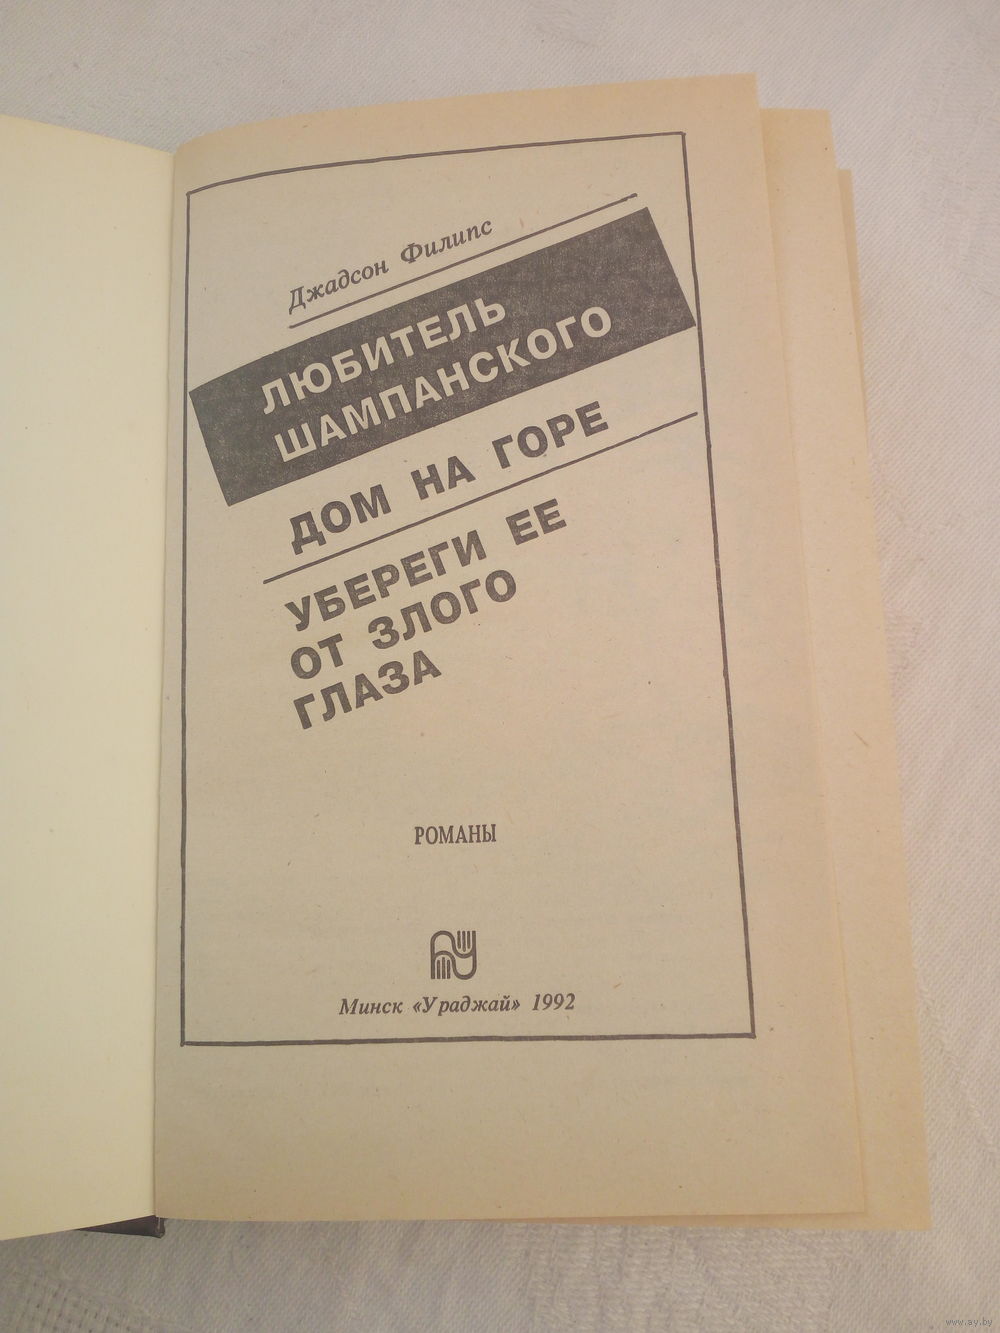 Джадсон Филипс
ЛЮБИТЕЛЬ
ШАМПАНСКОГО
ДОМ НА ГОРЕ
УБЕРЕГИ ЕЕ
ОТ ЗЛОГО
ГЛАЗА
РОМАНЫ
Минск «Ураджай» 1992
www.ay.by